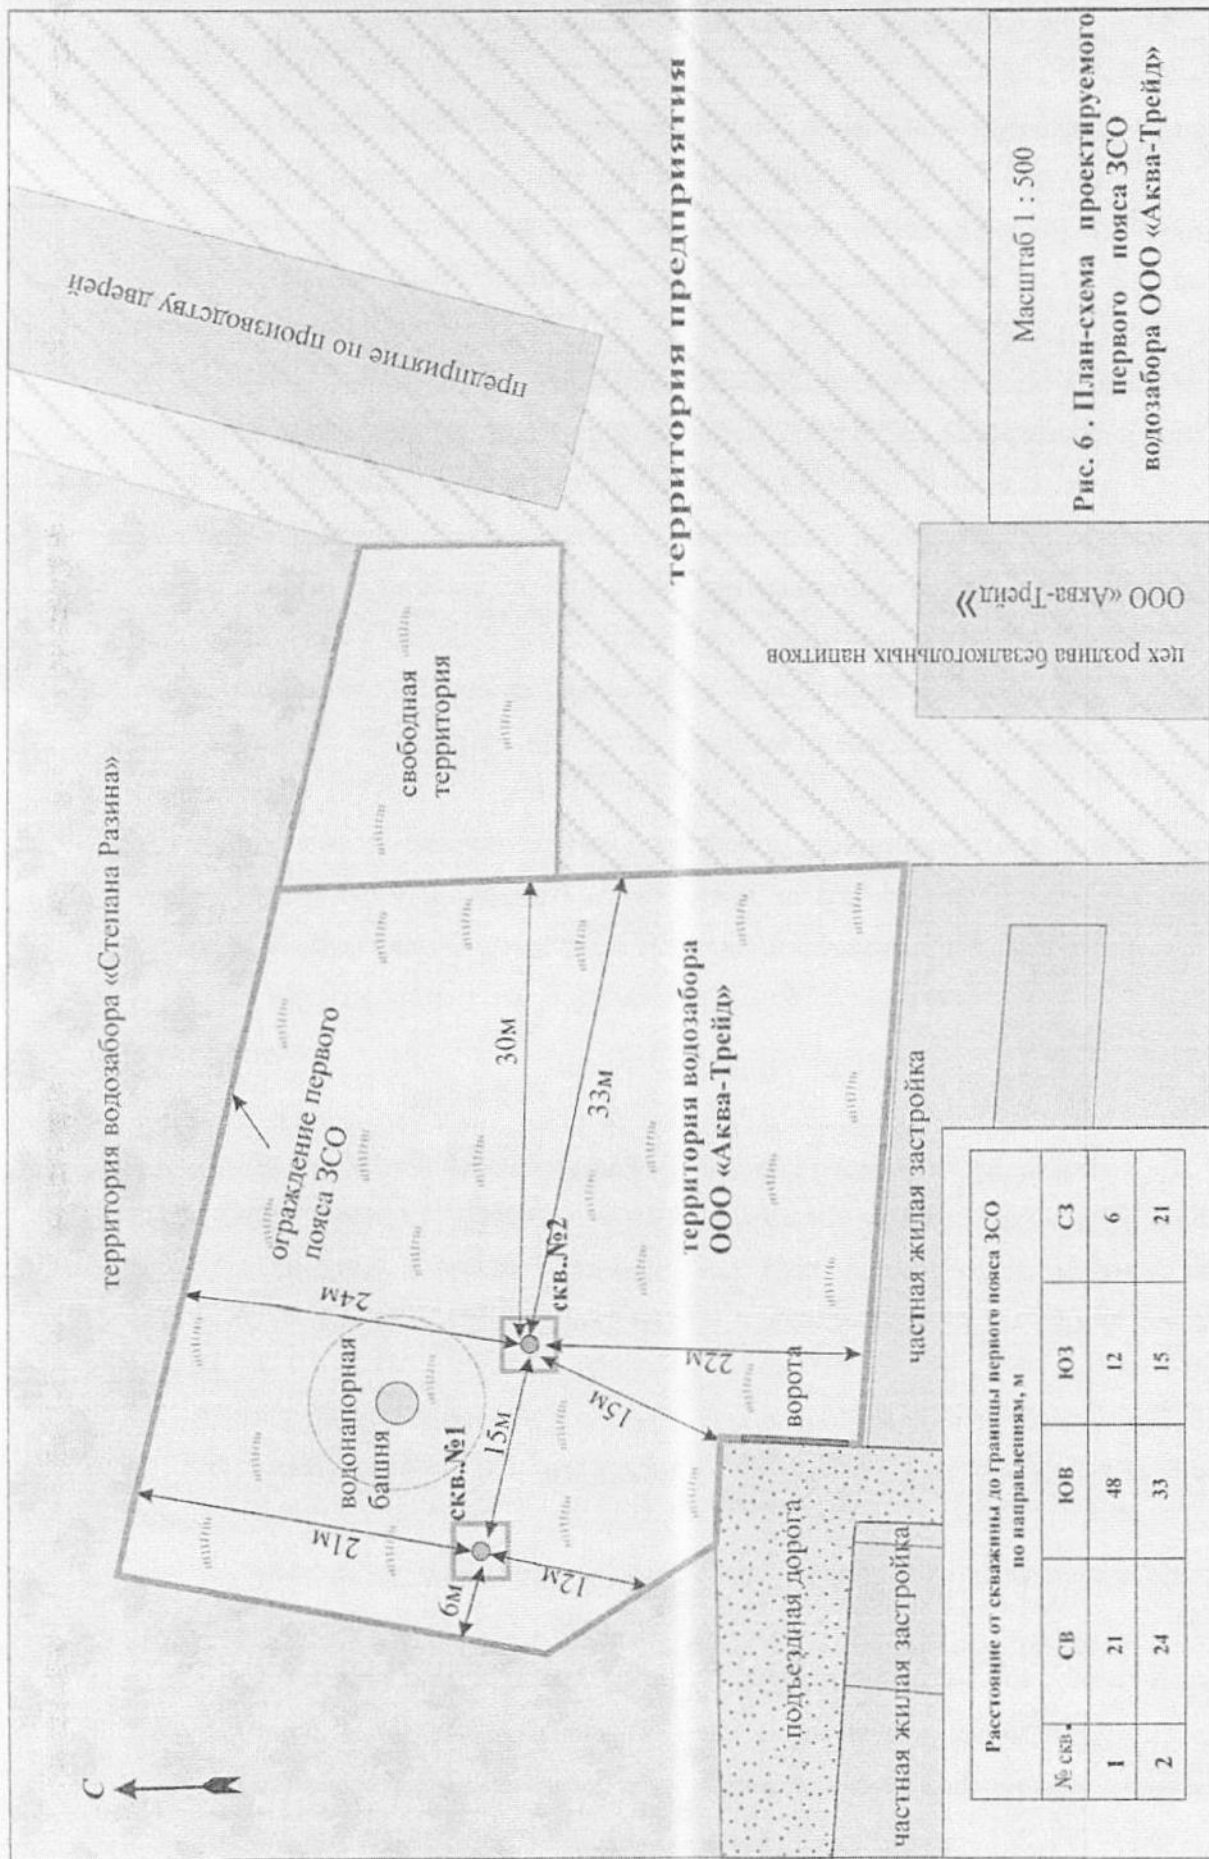 С
территория водозабора «Степана Разина»
ограждение первого
пояса ЗСО
свободная
территория
предприятие по производству дверей
территория предприятия
21м
24м
водонапорная
башня
скв.№1
скв.№2
6м
15м
12м
15м
22м
30м
33м
территория водозабора
ООО «Аква-Трейд»
ворота
подъездная дорога
частная жилая застройка
частная жилая застройка
цех розлива безалкогольных напитков
ООО «Аква-Трейд»
Расстояние от скважины до границы первого пояса ЗСО
по направлениям, м
№ скв. СВ ЮВ ЮЗ СЗ
1 21 48 12 6
2 24 33 15 21
Масштаб 1 : 500
Рис. 6 . План-схема проектируемого
первого пояса ЗСО
водозабора ООО «Аква-Трейд»